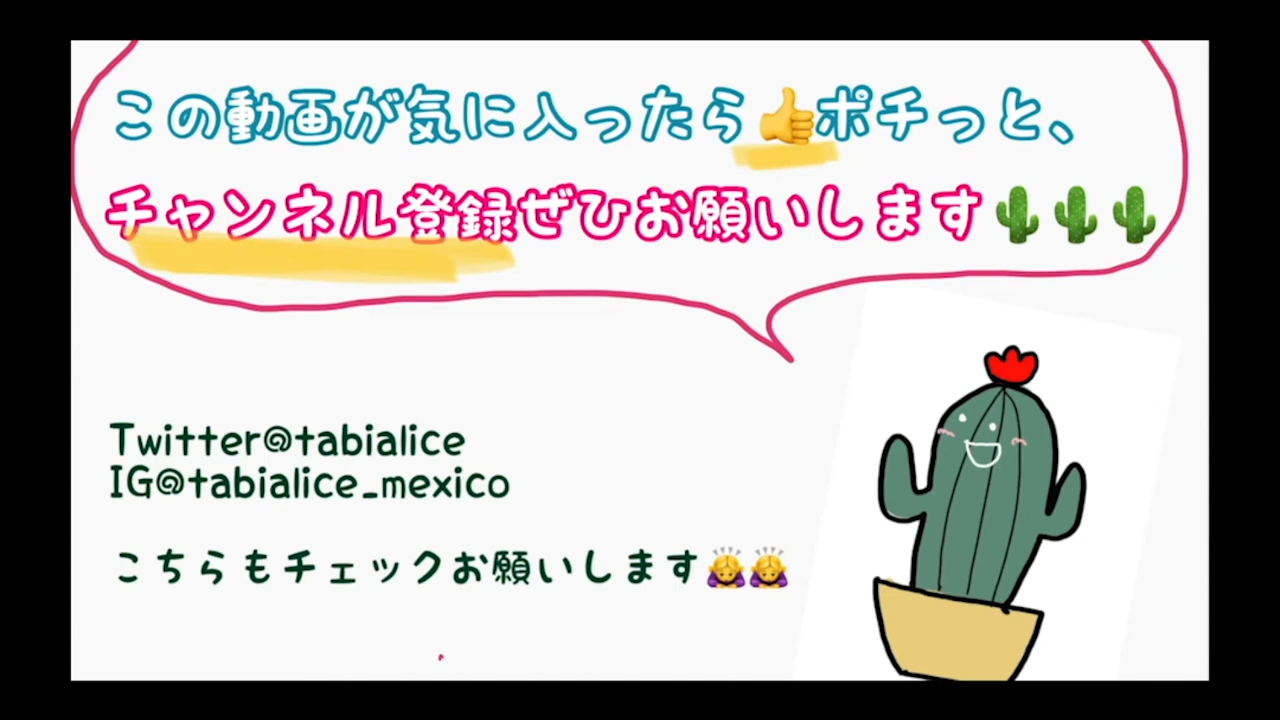 この動画が気に入ったら👍ポチっと、
チャンネル登録ぜひお願いします🌵🌵🌵
Twitter@tabialice
IG@tabialice_mexico
こちらもチェックお願いします🙇‍♀️🙇‍♀️